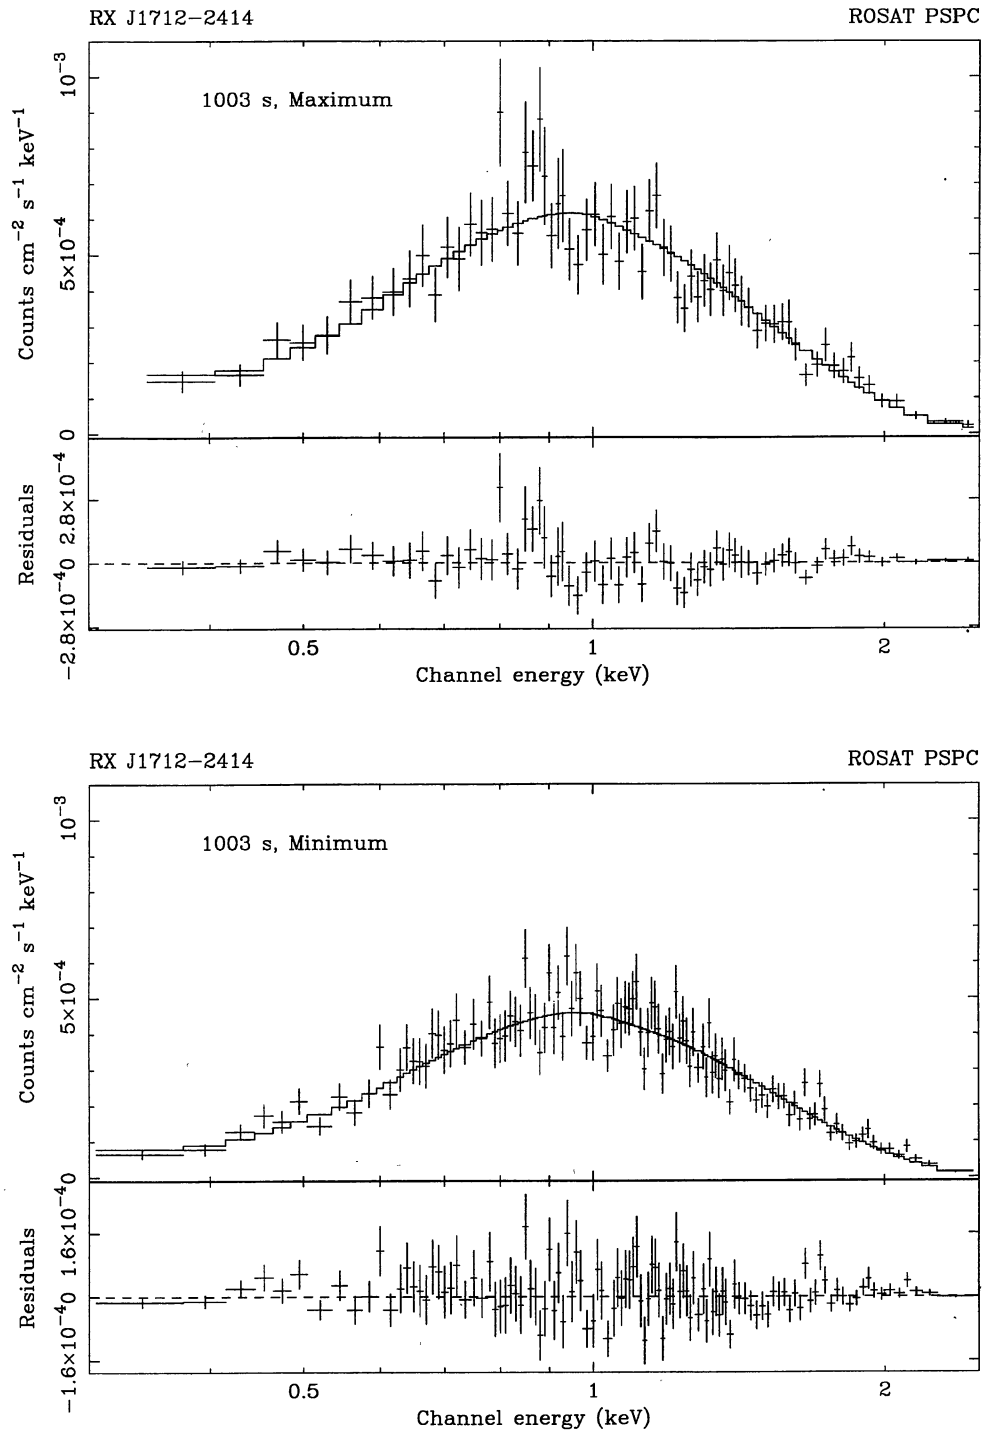 RX J1712−2414 ROSAT PSPC
1003 s, Maximum
Counts cm⁻² s⁻¹ keV⁻¹
10⁻³
5×10⁻⁴
0
Residuals
2.8×10⁻⁴
0
−2.8×10⁻⁴
0.5 1 2
Channel energy (keV)
RX J1712−2414 ROSAT PSPC
1003 s, Minimum
Counts cm⁻² s⁻¹ keV⁻¹
10⁻³
5×10⁻⁴
0
Residuals
1.6×10⁻⁴
0
−1.6×10⁻⁴
0.5 1 2
Channel energy (keV)